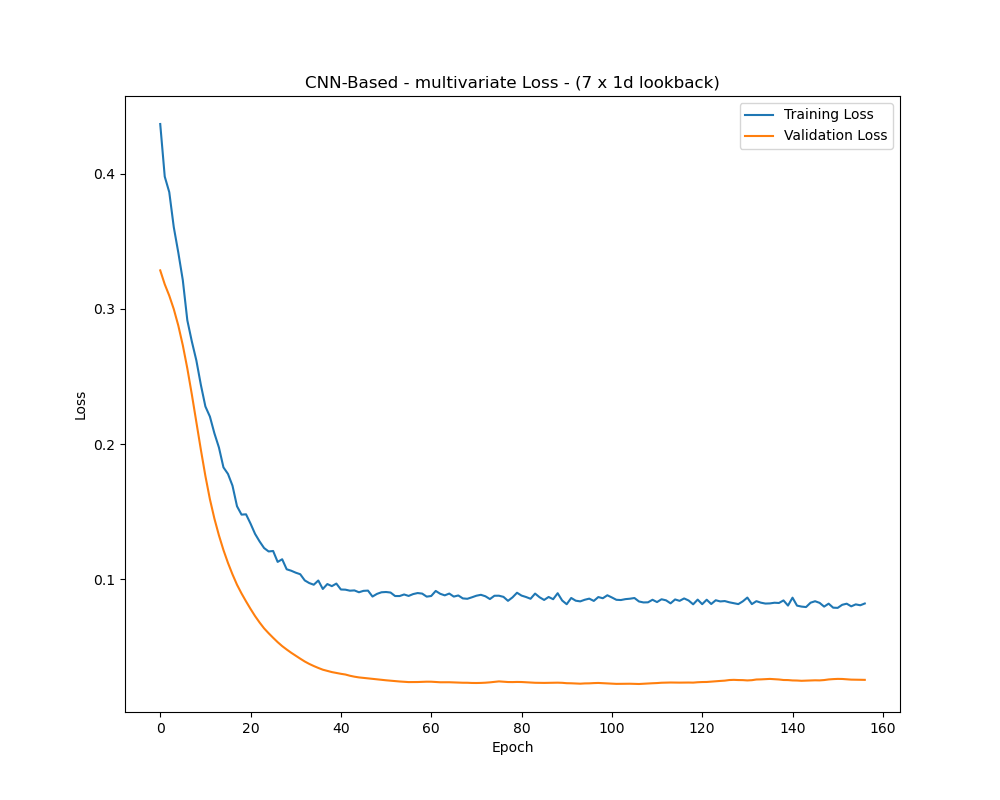 CNN-Based - multivariate Loss - (7 x 1d lookback)
Training Loss
Validation Loss
0.4
0.3
0.2
0.1
Loss
0 20 40 60 80 100 120 140 160
Epoch